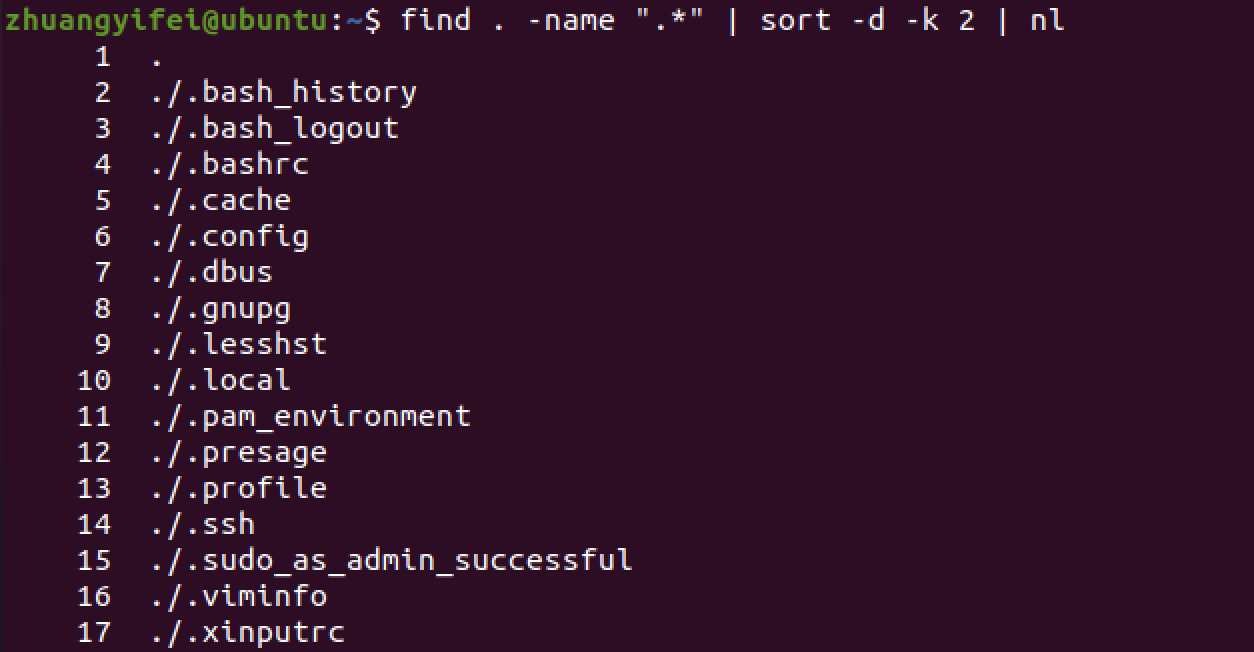 zhuangyifei@ubuntu:~$ find . -name ".*" | sort -d -k 2 | nl
     1	.
     2	./.bash_history
     3	./.bash_logout
     4	./.bashrc
     5	./.cache
     6	./.config
     7	./.dbus
     8	./.gnupg
     9	./.lesshst
    10	./.local
    11	./.pam_environment
    12	./.presage
    13	./.profile
    14	./.ssh
    15	./.sudo_as_admin_successful
    16	./.viminfo
    17	./.xinputrc